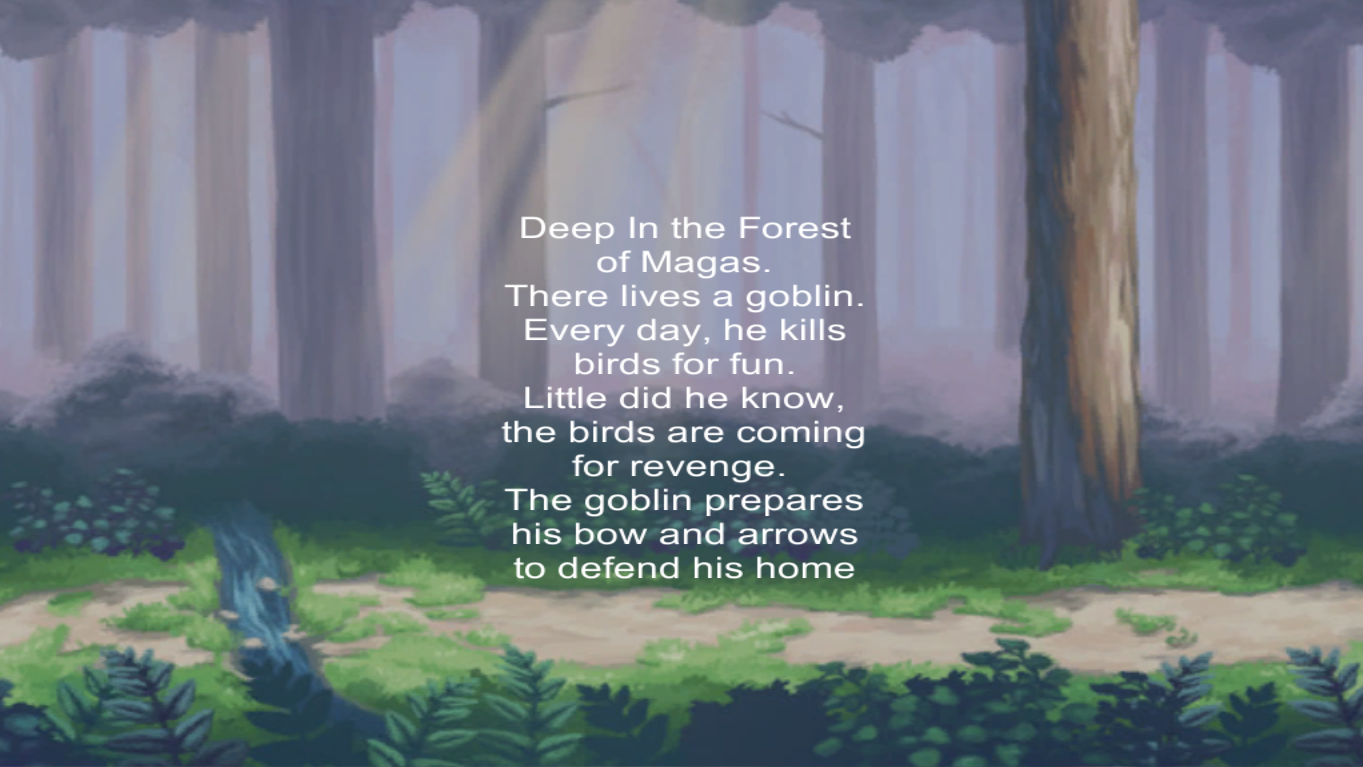 Deep In the Forest
of Magas.
There lives a goblin.
Every day, he kills
birds for fun.
Little did he know,
the birds are coming
for revenge.
The goblin prepares
his bow and arrows
to defend his home